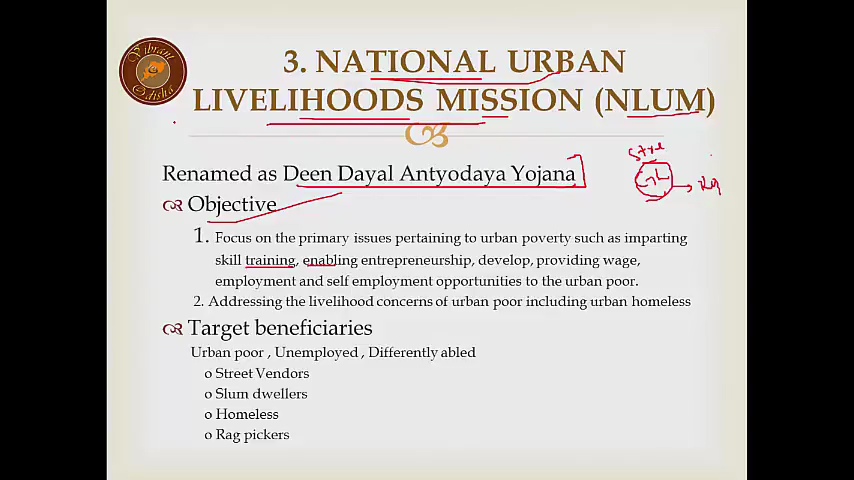 Vibrant
Odisha
3. NATIONAL URBAN
LIVELIHOODS MISSION (NLUM)
Renamed as Deen Dayal Antyodaya Yojana
Objective
1. Focus on the primary issues pertaining to urban poverty such as imparting
skill training, enabling entrepreneurship, develop, providing wage,
employment and self employment opportunities to the urban poor.
2. Addressing the livelihood concerns of urban poor including urban homeless
Target beneficiaries
Urban poor , Unemployed , Differently abled
o Street Vendors
o Slum dwellers
o Homeless
o Rag pickers